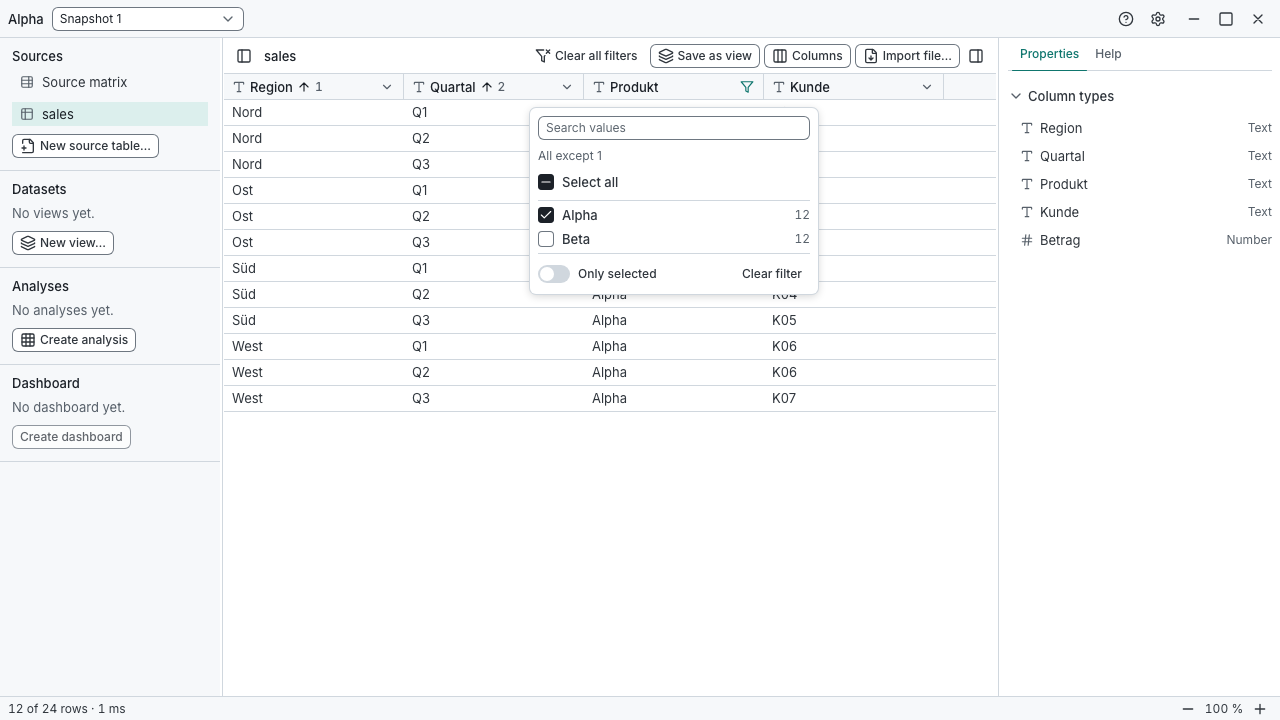 Alpha
Snapshot 1
Sources
Source matrix
sales
New source table...
Datasets
No views yet.
New view...
Analyses
No analyses yet.
Create analysis
Dashboard
No dashboard yet.
Create dashboard
sales
Clear all filters
Save as view
Columns
Import file...
Region 1 Quartal 2 Produkt Kunde
Nord Q1
Nord Q2
Nord Q3
Ost Q1
Ost Q2
Ost Q3
Süd Q1
Süd Q2 Alpha K04
Süd Q3 Alpha K05
West Q1 Alpha K06
West Q2 Alpha K06
West Q3 Alpha K07
Search values
All except 1
Select all
Alpha 12
Beta 12
Only selected Clear filter
Properties Help
Column types
Region Text
Quartal Text
Produkt Text
Kunde Text
Betrag Number
12 of 24 rows · 1 ms
100 %